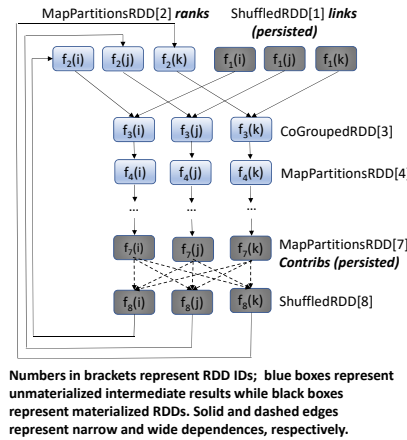 MapPartitionsRDD[2] ranks
ShuffledRDD[1] links
(persisted)
f2(i) f2(j) f2(k) f1(i) f1(j) f1(k)
f3(i) f3(j) f3(k) CoGroupedRDD[3]
f4(i) f4(j) f4(k) MapPartitionsRDD[4]
... ... ...
f7(i) f7(j) f7(k) MapPartitionsRDD[7]
Contribs (persisted)
f8(i) f8(j) f8(k) ShuffledRDD[8]
Numbers in brackets represent RDD IDs; blue boxes represent
unmaterialized intermediate results while black boxes
represent materialized RDDs. Solid and dashed edges
represent narrow and wide dependences, respectively.